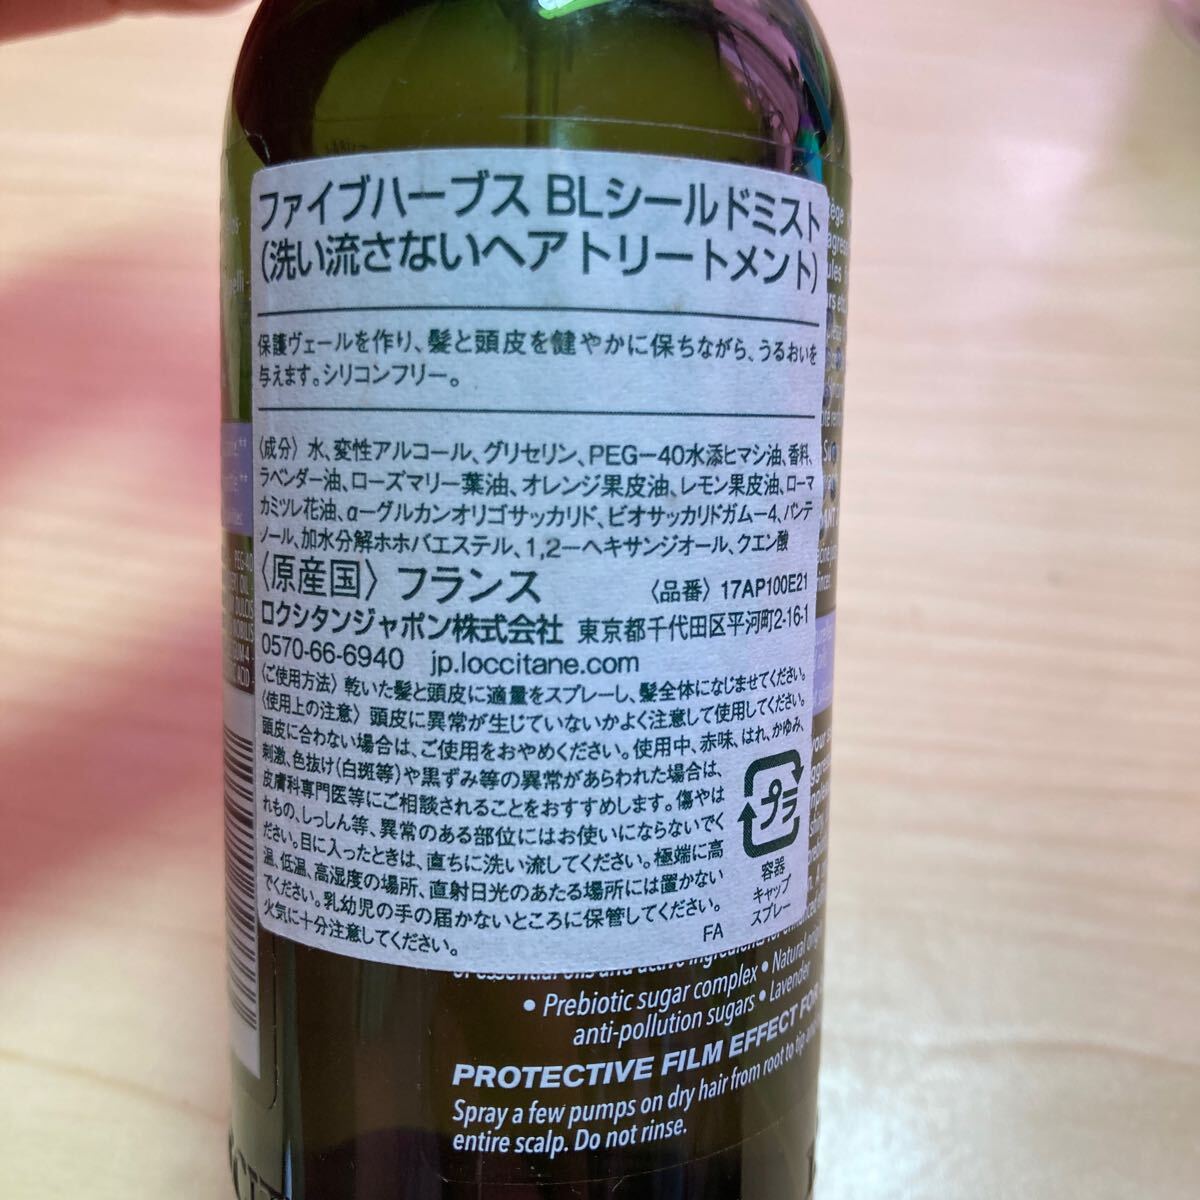 ファイブハーブス BLシールドミスト
（洗い流さないヘアトリートメント）
保護ヴェールを作り、髪と頭皮を健やかに保ちながら、うるおいを
与えます。シリコンフリー。
〈成分〉水、変性アルコール、グリセリン、PEG－40水添ヒマシ油、香料、
ラベンダー油、ローズマリー葉油、オレンジ果皮油、レモン果皮油、ローマ
カミツレ花油、α－グルカンオリゴサッカリド、ビオサッカリドガム－4、パンテ
ノール、加水分解ホホバエステル、1,2－ヘキサンジオール、クエン酸
〈原産国〉フランス 〈品番〉17AP100E21
ロクシタンジャポン株式会社 東京都千代田区平河町2-16-1
0570-66-6940 jp.loccitane.com
〈ご使用方法〉乾いた髪と頭皮に適量をスプレーし、髪全体になじませてください。
〈使用上の注意〉頭皮に異常が生じていないかよく注意して使用してください。
頭皮に合わない場合は、ご使用をおやめください。使用中、赤味、はれ、かゆみ、
刺激、色抜け（白斑等）や黒ずみ等の異常があらわれた場合は、
皮膚科専門医等にご相談されることをおすすめします。傷やは
れもの、しっしん等、異常のある部位にはお使いにならないでく
ださい。目に入ったときは、直ちに洗い流してください。極端に高
温、低温、高湿度の場所、直射日光のあたる場所には置かない
でください。乳幼児の手の届かないところに保管してください。
火気に十分注意してください。
プラ
容器
キャップ
スプレー
FA
of essential oils and active ingredients for enhanced
• Prebiotic sugar complex • Natural origin
anti-pollution sugars • Lavender
PROTECTIVE FILM EFFECT FOR
Spray a few pumps on dry hair from root to tip and
entire scalp. Do not rinse.
PEG-40